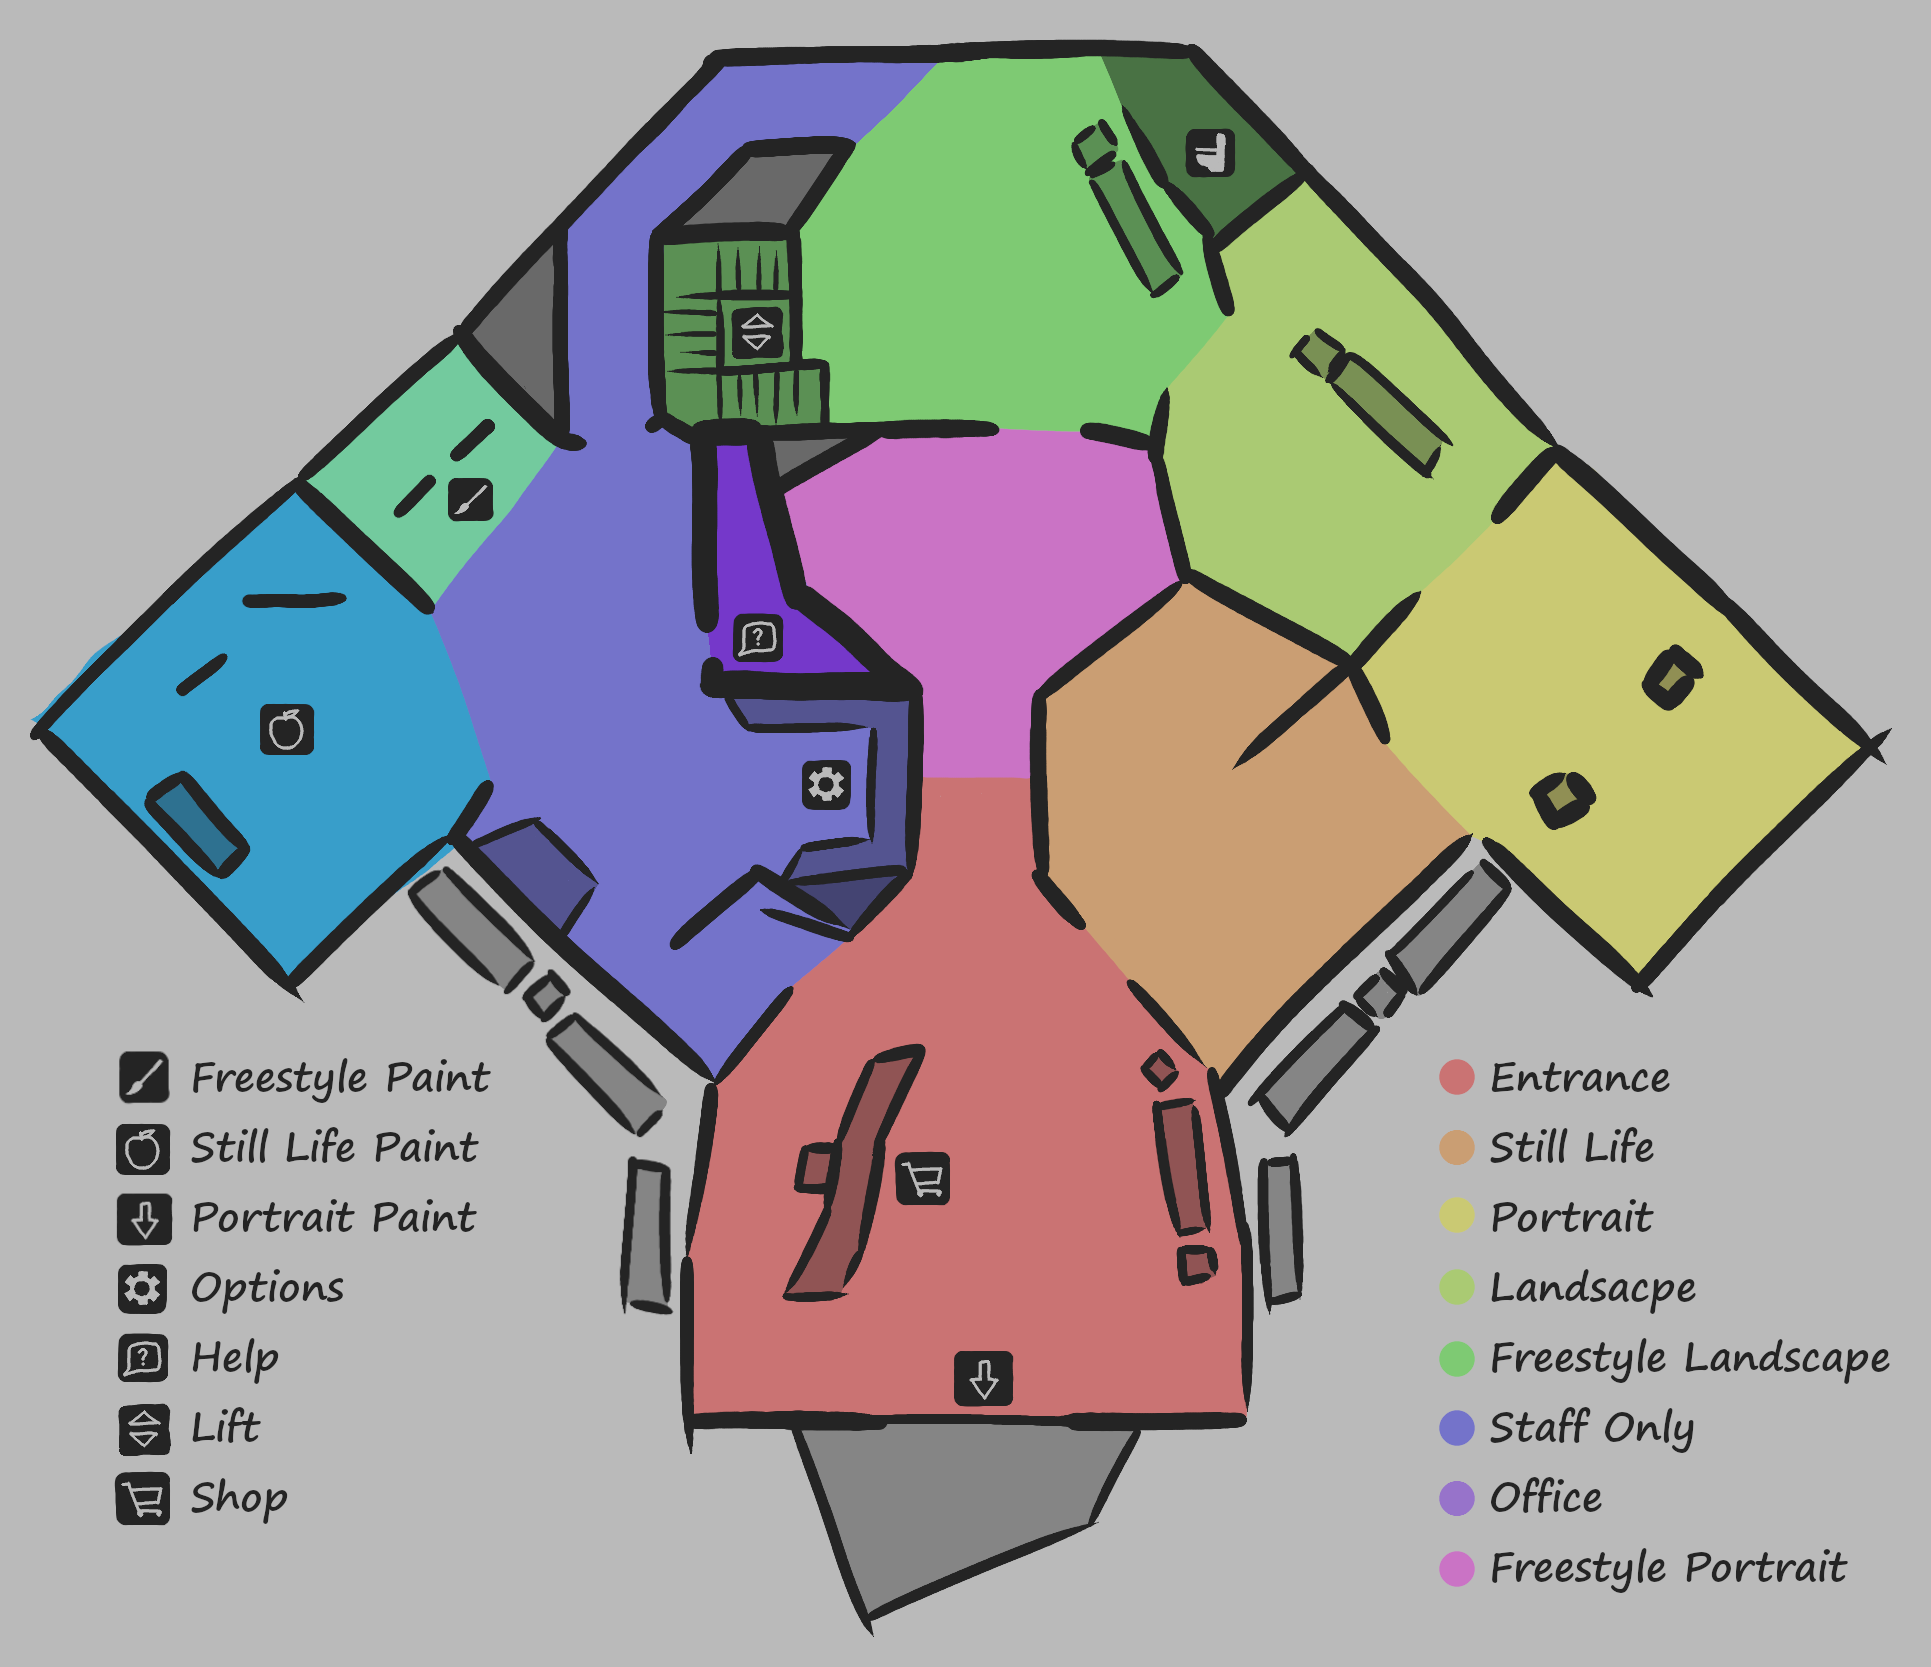 ?
Freestyle Paint
Still Life Paint
Portrait Paint
Options
? Help
Lift
Shop
Entrance
Still Life
Portrait
Landsacpe
Freestyle Landscape
Staff Only
Office
Freestyle Portrait